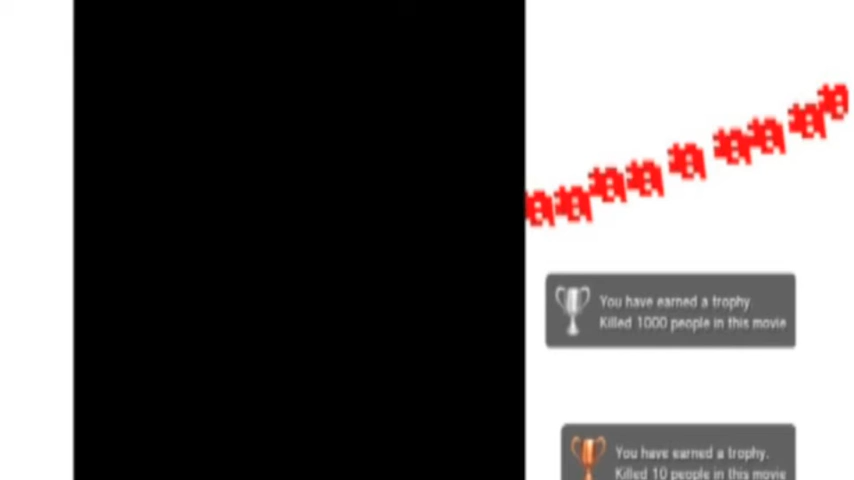 You have earned a trophy.
Killed 1000 people in this movie
You have earned a trophy.
Killed 10 people in this movie